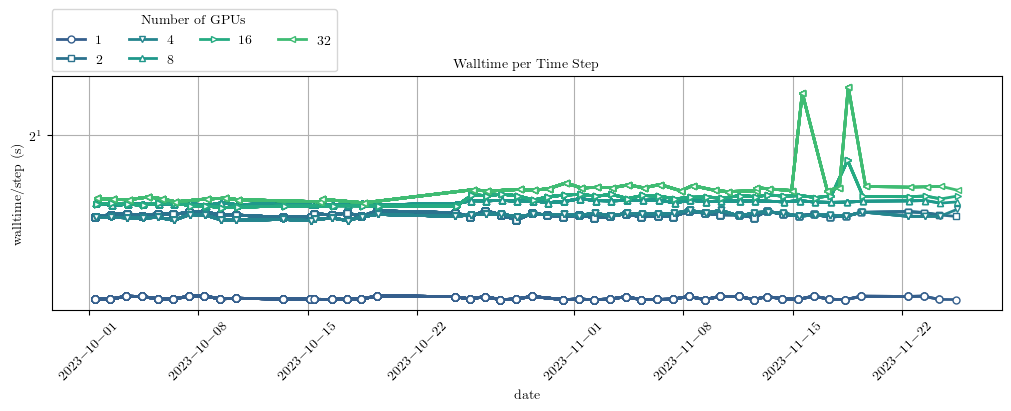 Number of GPUs
1 4 16 32
2 8
Walltime per Time Step
2^1
walltime/step (s)
2023−10−01
2023−10−08
2023−10−15
2023−10−22
2023−11−01
2023−11−08
2023−11−15
2023−11−22
date